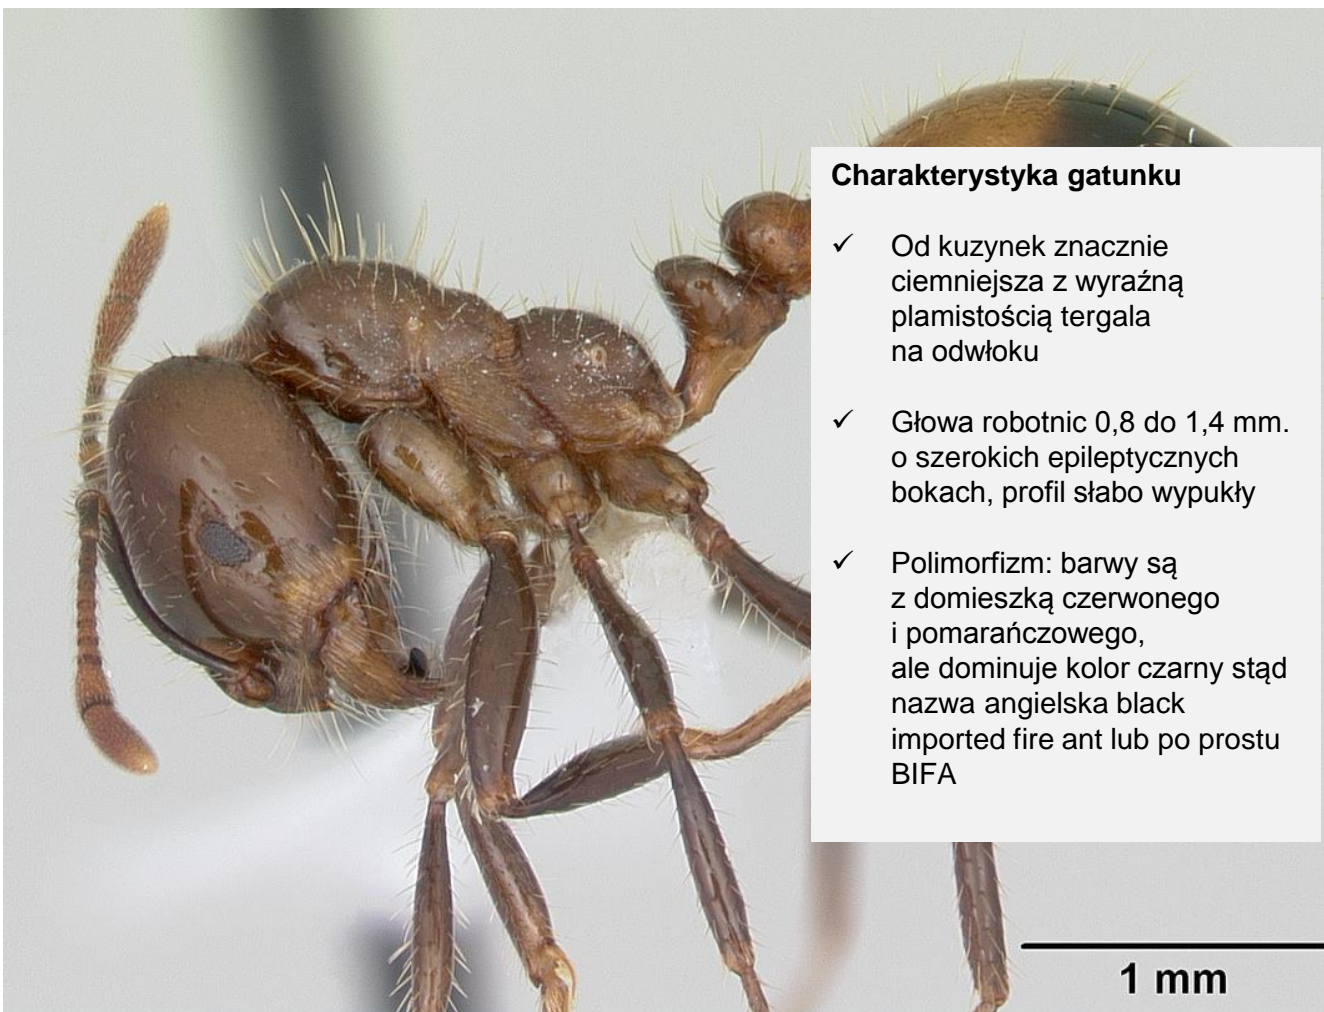 Charakterystyka gatunku
✓ Od kuzynek znacznie
ciemniejsza z wyraźną
plamistością tergala
na odwłoku
✓ Głowa robotnic 0,8 do 1,4 mm.
o szerokich epileptycznych
bokach, profil słabo wypukły
✓ Polimorfizm: barwy są
z domieszką czerwonego
i pomarańczowego,
ale dominuje kolor czarny stąd
nazwa angielska black
imported fire ant lub po prostu
BIFA
1 mm